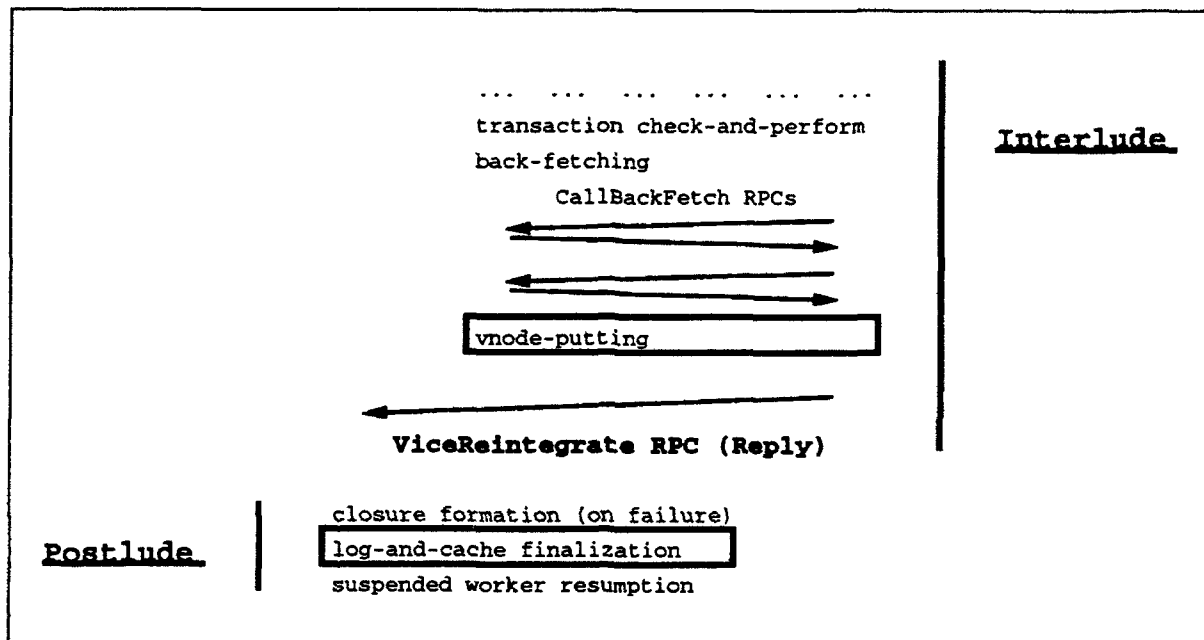 ... ... ... ... ... ...
transaction check-and-perform
Interlude
back-fetching
CallBackFetch RPCs
vnode-putting
ViceReintegrate RPC (Reply)
closure formation (on failure)
Postlude
log-and-cache finalization
suspended worker resumption